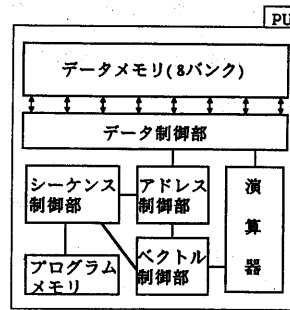 PU
データメモリ(8バンク)
データ制御部
シーケンス
制御部
アドレス
制御部
演
算
器
プログラム
メモリ
ベクトル
制御部